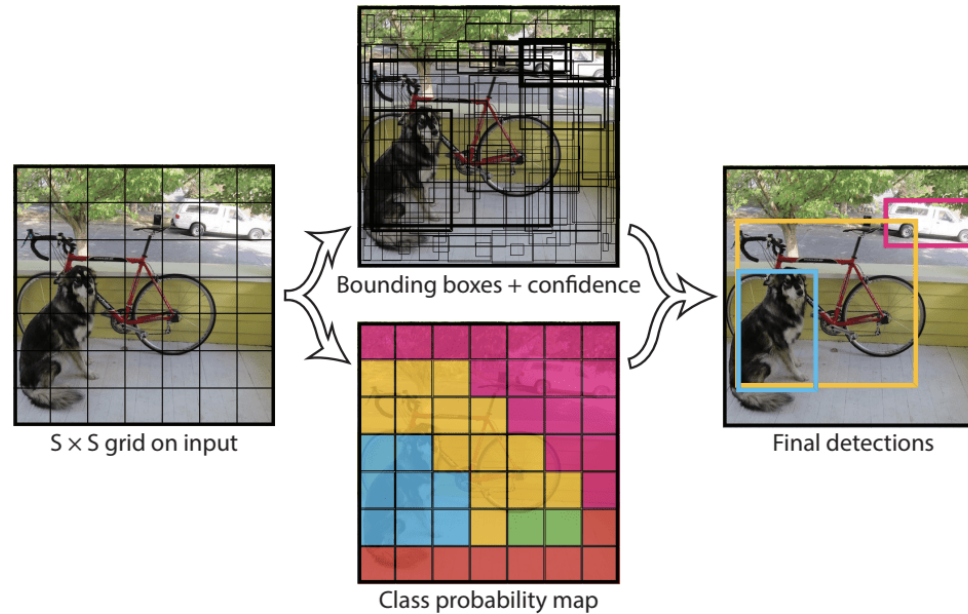 S × S grid on input
Bounding boxes + confidence
Class probability map
Final detections